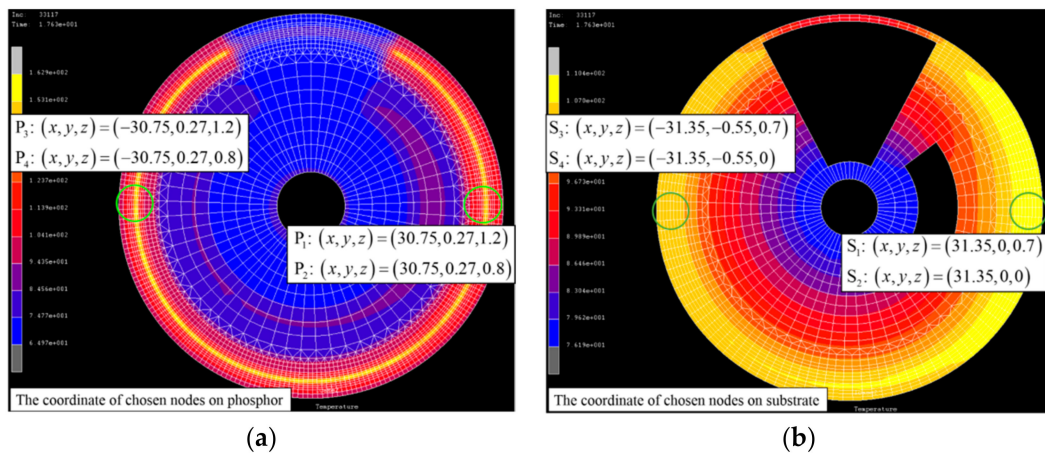 Inc: 33117
Time: 1.763e+001
1.629e+002
1.531e+002
P₃: (x, y, z) = (−30.75, 0.27, 1.2)
P₄: (x, y, z) = (−30.75, 0.27, 0.8)
1.237e+002
1.139e+002
1.041e+002
9.435e+001
8.456e+001
7.477e+001
6.497e+001
P₁: (x, y, z) = (30.75, 0.27, 1.2)
P₂: (x, y, z) = (30.75, 0.27, 0.8)
The coordinate of chosen nodes on phosphor
Temperature
(a)
Inc: 33117
Time: 1.763e+001
1.104e+002
1.070e+002
S₃: (x, y, z) = (−31.35, −0.55, 0.7)
S₄: (x, y, z) = (−31.35, −0.55, 0)
9.673e+001
9.331e+001
8.989e+001
8.646e+001
8.304e+001
7.962e+001
7.619e+001
S₁: (x, y, z) = (31.35, 0, 0.7)
S₂: (x, y, z) = (31.35, 0, 0)
The coordinate of chosen nodes on substrate
Temperature
(b)